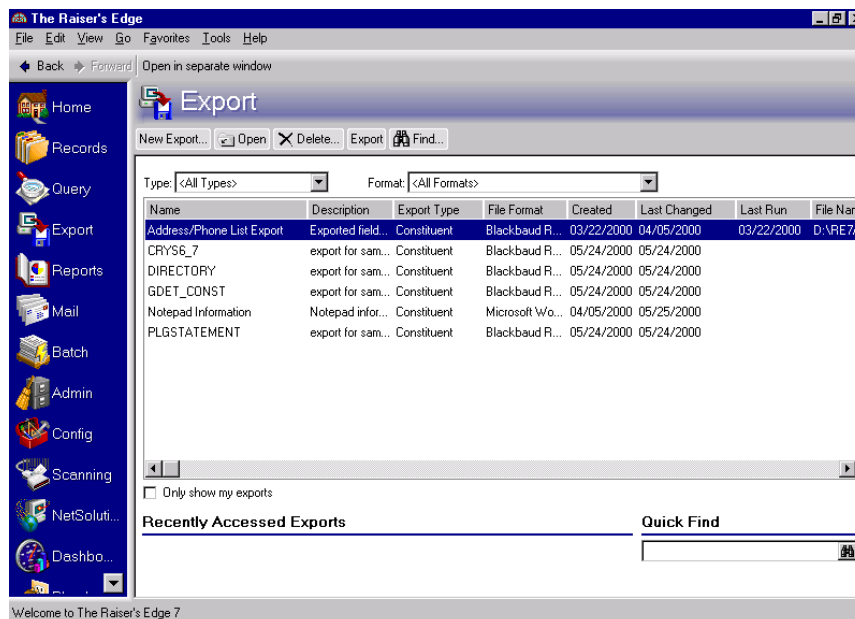 The Raiser's Edge
File Edit View Go Favorites Tools Help
Back Forward Open in separate window
Home
Records
Query
Export
Reports
Mail
Batch
Admin
Config
Scanning
NetSoluti...
Dashbo...
Export
New Export... Open Delete... Export Find...
Type: <All Types> Format: <All Formats>
Name Description Export Type File Format Created Last Changed Last Run File Nar
Address/Phone List Export Exported field... Constituent Blackbaud R... 03/22/2000 04/05/2000 03/22/2000 D:\RE7/
CRYS6_7 export for sam... Constituent Blackbaud R... 05/24/2000 05/24/2000
DIRECTORY export for sam... Constituent Blackbaud R... 05/24/2000 05/24/2000
GDET_CONST export for sam... Constituent Blackbaud R... 05/24/2000 05/24/2000
Notepad Information Notepad infor... Constituent Microsoft Wo... 04/05/2000 05/25/2000
PLGSTATEMENT export for sam... Constituent Blackbaud R... 05/24/2000 05/24/2000
Only show my exports
Recently Accessed Exports Quick Find
Welcome to The Raiser's Edge 7